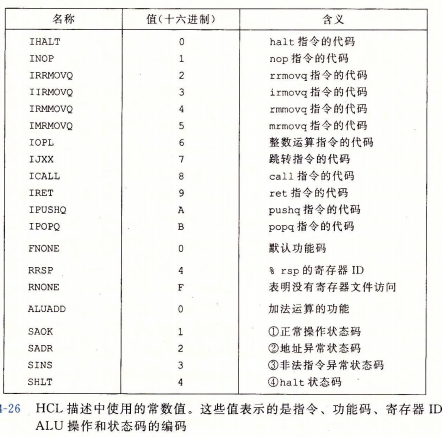 名称 值(十六进制) 含义
IHALT 0 halt 指令的代码
INOP 1 nop 指令的代码
IRRMOVQ 2 rrmovq 指令的代码
IIRMOVQ 3 irmovq 指令的代码
IRMMOVQ 4 rmmovq 指令的代码
IMRMOVQ 5 mrmovq 指令的代码
IOPL 6 整数运算指令的代码
IJXX 7 跳转指令的代码
ICALL 8 call 指令的代码
IRET 9 ret 指令的代码
IPUSHQ A pushq 指令的代码
IPOPQ B popq 指令的代码
FNONE 0 默认功能码
RRSP 4 % rsp 的寄存器 ID
RNONE F 表明没有寄存器文件访问
ALUADD 0 加法运算的功能
SAOK 1 ①正常操作状态码
SADR 2 ②地址异常状态码
SINS 3 ③非法指令异常状态码
SHLT 4 ④halt 状态码
-26 HCL 描述中使用的常数值。这些值表示的是指令、功能码、寄存器 ID
ALU 操作和状态码的编码